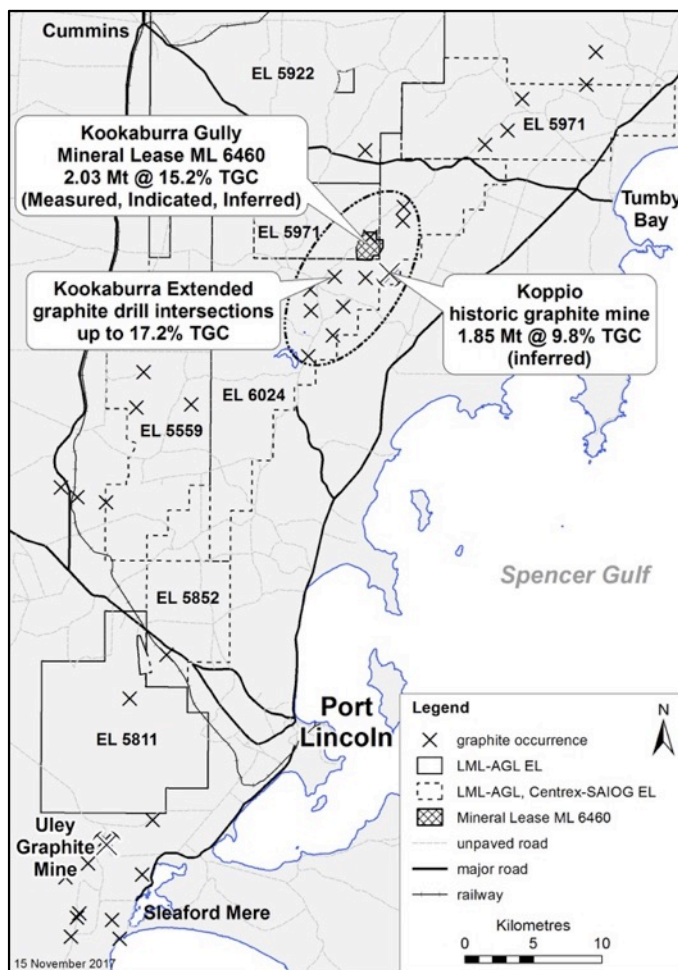 Cummins
EL 5922
EL 5971
Kookaburra Gully
Mineral Lease ML 6460
2.03 Mt @ 15.2% TGC
(Measured, Indicated, Inferred)
Tumby
Bay
EL 5971
Kookaburra Extended
graphite drill intersections
up to 17.2% TGC
Koppio
historic graphite mine
1.85 Mt @ 9.8% TGC
(inferred)
EL 6024
EL 5559
Spencer Gulf
EL 5852
Port
Lincoln
EL 5811
Uley
Graphite
Mine
Sleaford Mere
Legend
N
graphite occurrence
LML-AGL EL
LML-AGL, Centrex-SAIOG EL
Mineral Lease ML 6460
unpaved road
major road
railway
Kilometres
0 5 10
15 November 2017